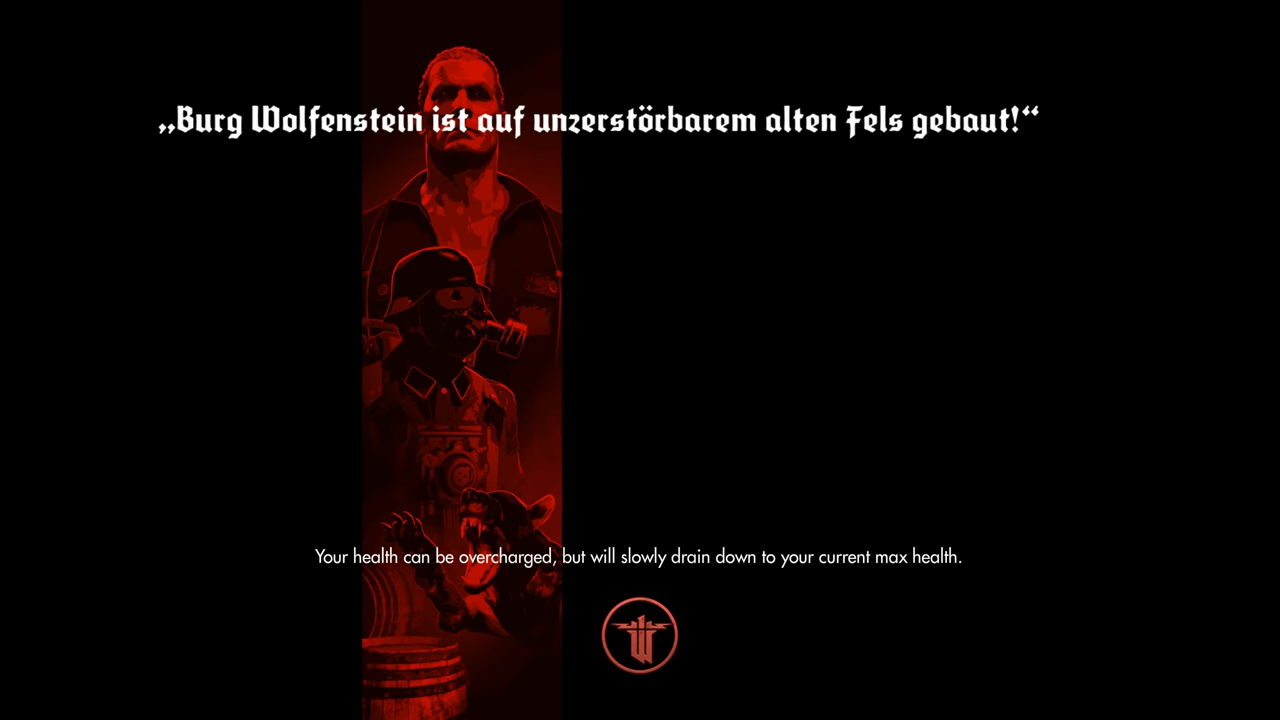 „Burg Wolfenstein ist auf unzerstörbarem alten Fels gebaut!“
Your health can be overcharged, but will slowly drain down to your current max health.